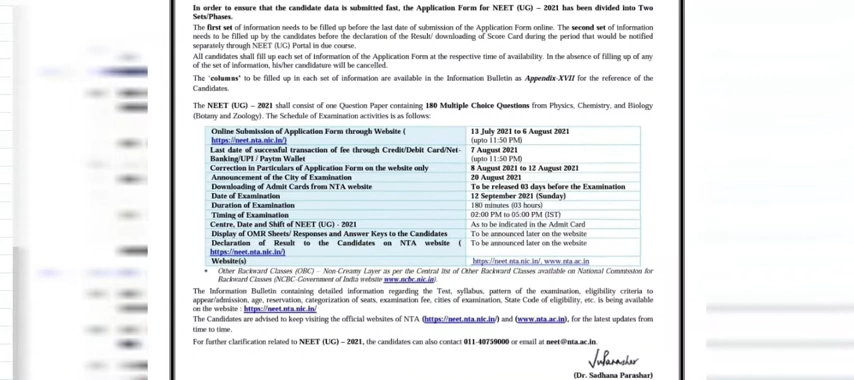 In order to ensure that the candidate data is submitted fast, the Application Form for NEET (UG) – 2021 has been divided into Two
Sets/Phases.
The first set of information needs to be filled up before the last date of submission of the Application Form online. The second set of information
needs to be filled up by the candidates before the declaration of the Result/ downloading of Score Card during the period that would be notified
separately through NEET (UG) Portal in due course.
All candidates shall fill up each set of information of the Application Form at the respective time of availability. In the absence of filling up of any
of the set of information, his/her candidature will be cancelled.
The 'columns' to be filled up in each set of information are available in the Information Bulletin as Appendix-XVII for the reference of the
Candidates.
The NEET (UG) – 2021 shall consist of one Question Paper containing 180 Multiple Choice Questions from Physics, Chemistry, and Biology
(Botany and Zoology). The Schedule of Examination activities is as follows:
Online Submission of Application Form through Website ( 13 July 2021 to 6 August 2021
https://neet.nta.nic.in/) (upto 11:50 PM)
Last date of successful transaction of fee through Credit/Debit Card/Net- 7 August 2021
Banking/UPI / Paytm Wallet (upto 11:50 PM)
Correction in Particulars of Application Form on the website only 8 August 2021 to 12 August 2021
Announcement of the City of Examination 20 August 2021
Downloading of Admit Cards from NTA website To be released 03 days before the Examination
Date of Examination 12 September 2021 (Sunday)
Duration of Examination 180 minutes (03 hours)
Timing of Examination 02:00 PM to 05:00 PM (IST)
Centre, Date and Shift of NEET (UG) - 2021 As to be indicated in the Admit Card
Display of OMR Sheets/ Responses and Answer Keys to the Candidates To be announced later on the website
Declaration of Result to the Candidates on NTA website ( To be announced later on the website
https://neet.nta.nic.in/)
Website(s) https://neet.nta.nic.in/, www.nta.ac.in
* Other Backward Classes (OBC) – Non-Creamy Layer as per the Central list of Other Backward Classes available on National Commission for
Backward Classes (NCBC-Government of India website www.ncbc.nic.in).
The Information Bulletin containing detailed information regarding the Test, syllabus, pattern of the examination, eligibility criteria to
appear/admission, age, reservation, categorization of seats, examination fee, cities of examination, State Code of eligibility, etc. is being available
on the website : https://neet.nta.nic.in/
The Candidates are advised to keep visiting the official websites of NTA (https://neet.nta.nic.in/) and (www.nta.ac.in), for the latest updates from
time to time.
For further clarification related to NEET (UG) – 2021, the candidates can also contact 011-40759000 or email at neet@nta.ac.in.
(Dr. Sadhana Parashar)